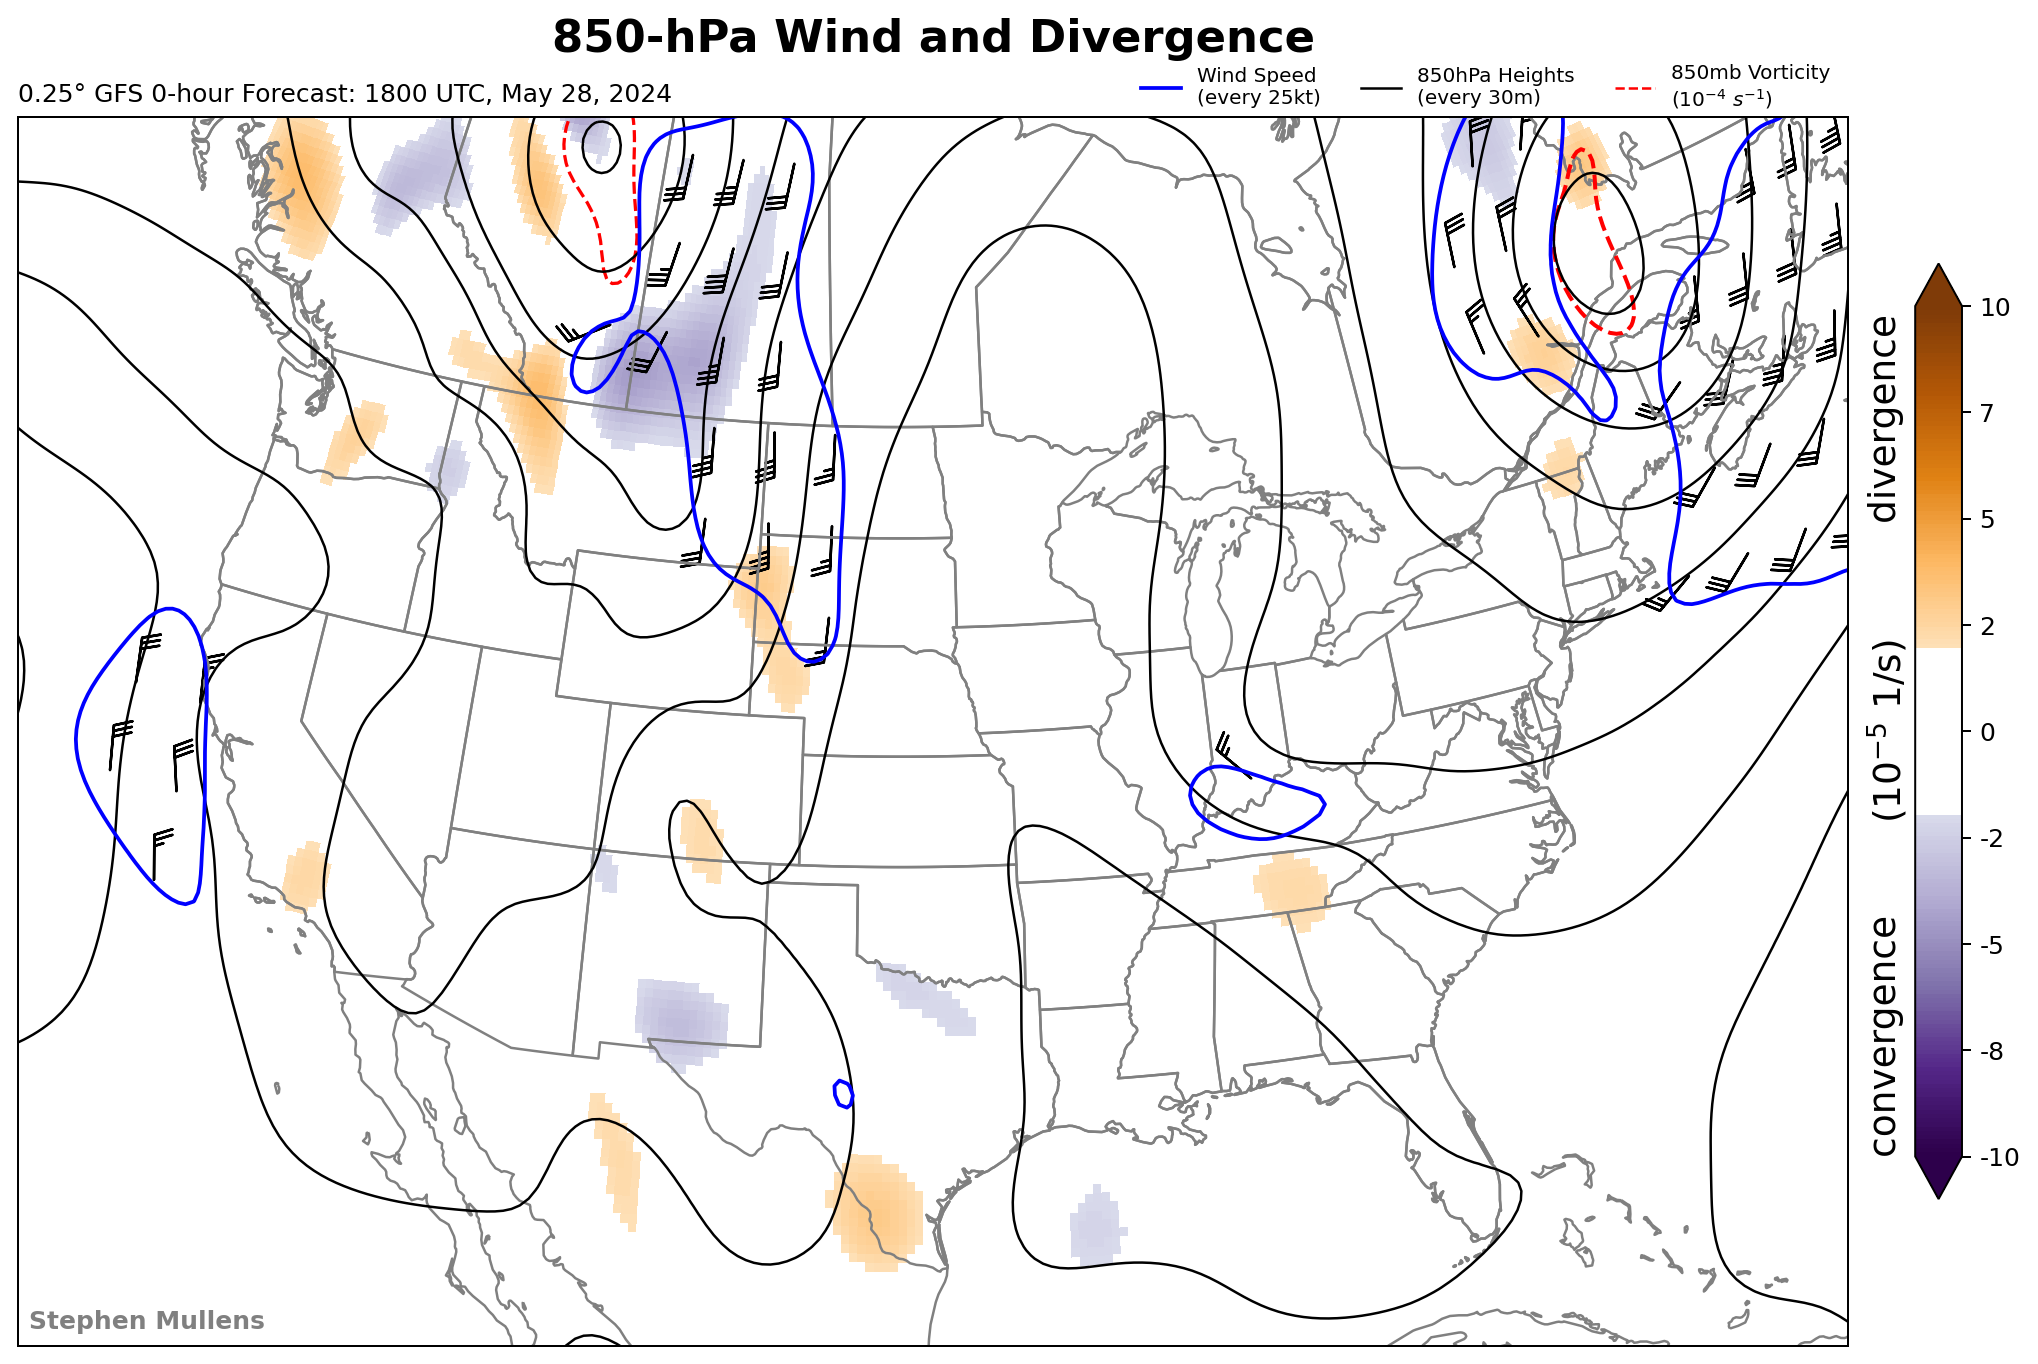 850-hPa Wind and Divergence
0.25° GFS 0-hour Forecast: 1800 UTC, May 28, 2024
Wind Speed
(every 25kt)
850hPa Heights
(every 30m)
850mb Vorticity
(10⁻⁴ s⁻¹)
10
7
5
2
0
-2
-5
-8
-10
convergence (10⁻⁵ 1/s) divergence
Stephen Mullens